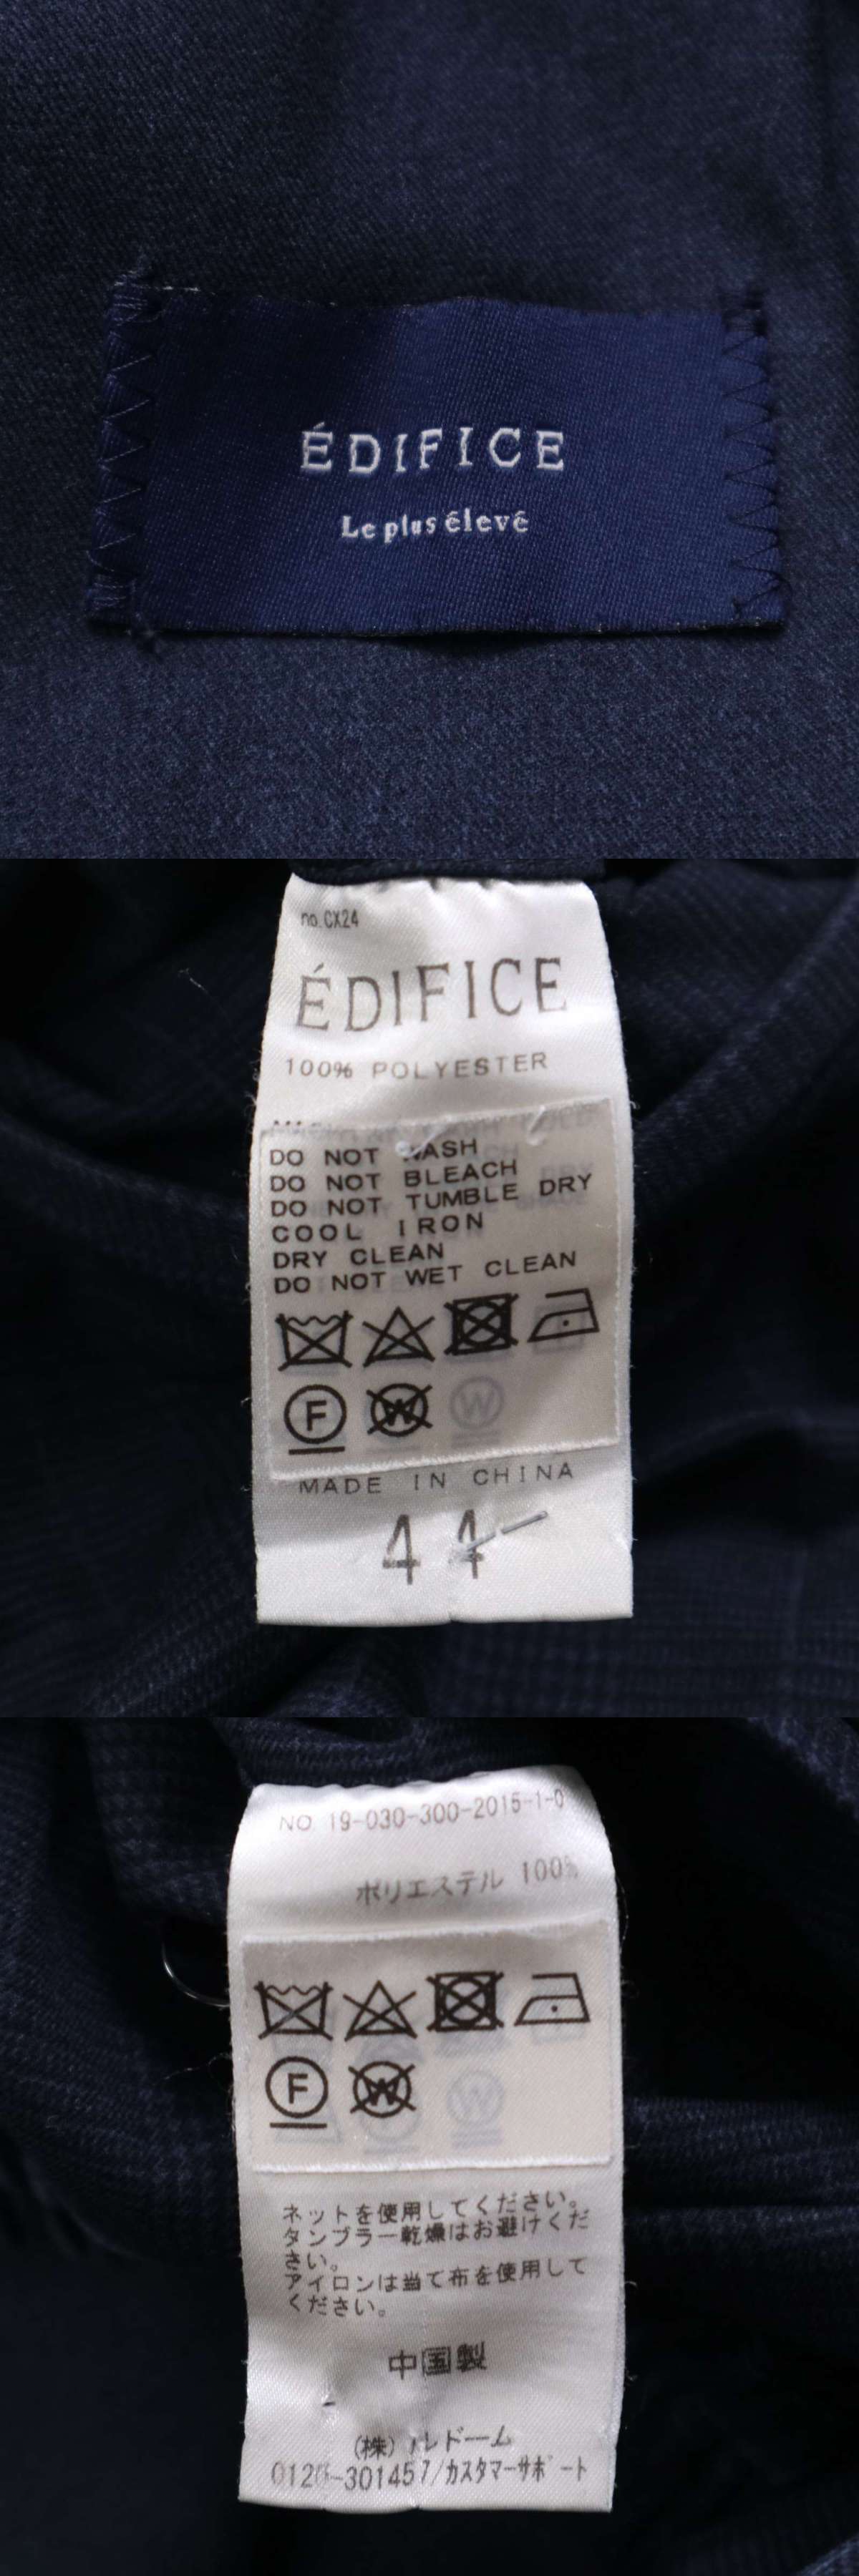 ÉDIFICE
Le plus élevé
no.CX24
ÉDIFICE
100% POLYESTER
DO NOT WASH
DO NOT BLEACH
DO NOT TUMBLE DRY
COOL IRON
DRY CLEAN
DO NOT WET CLEAN
F W W
MADE IN CHINA
44
NO 19-030-300-2015-1-0
ポリエステル 100%
F W W
ネットを使用してください。
タンブラー乾燥はお避けくだ
さい。
アイロンは当て布を使用して
ください。
中国製
(株) ルドーム
0120-301457/カスタマーサポート